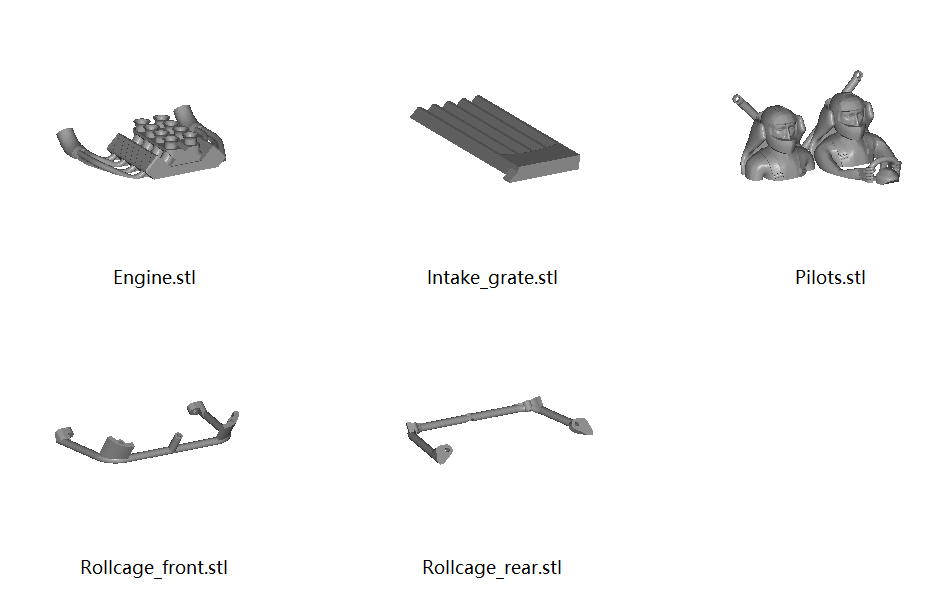 Engine.stl
Intake_grate.stl
Pilots.stl
Rollcage_front.stl
Rollcage_rear.stl